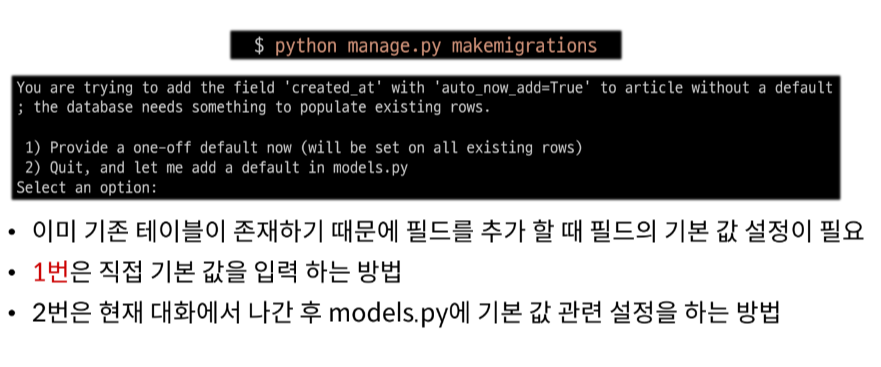 $ python manage.py makemigrations
You are trying to add the field 'created_at' with 'auto_now_add=True' to article without a default
; the database needs something to populate existing rows.
1) Provide a one-off default now (will be set on all existing rows)
2) Quit, and let me add a default in models.py
Select an option:
• 이미 기존 테이블이 존재하기 때문에 필드를 추가 할 때 필드의 기본 값 설정이 필요
• 1번은 직접 기본 값을 입력 하는 방법
• 2번은 현재 대화에서 나간 후 models.py에 기본 값 관련 설정을 하는 방법